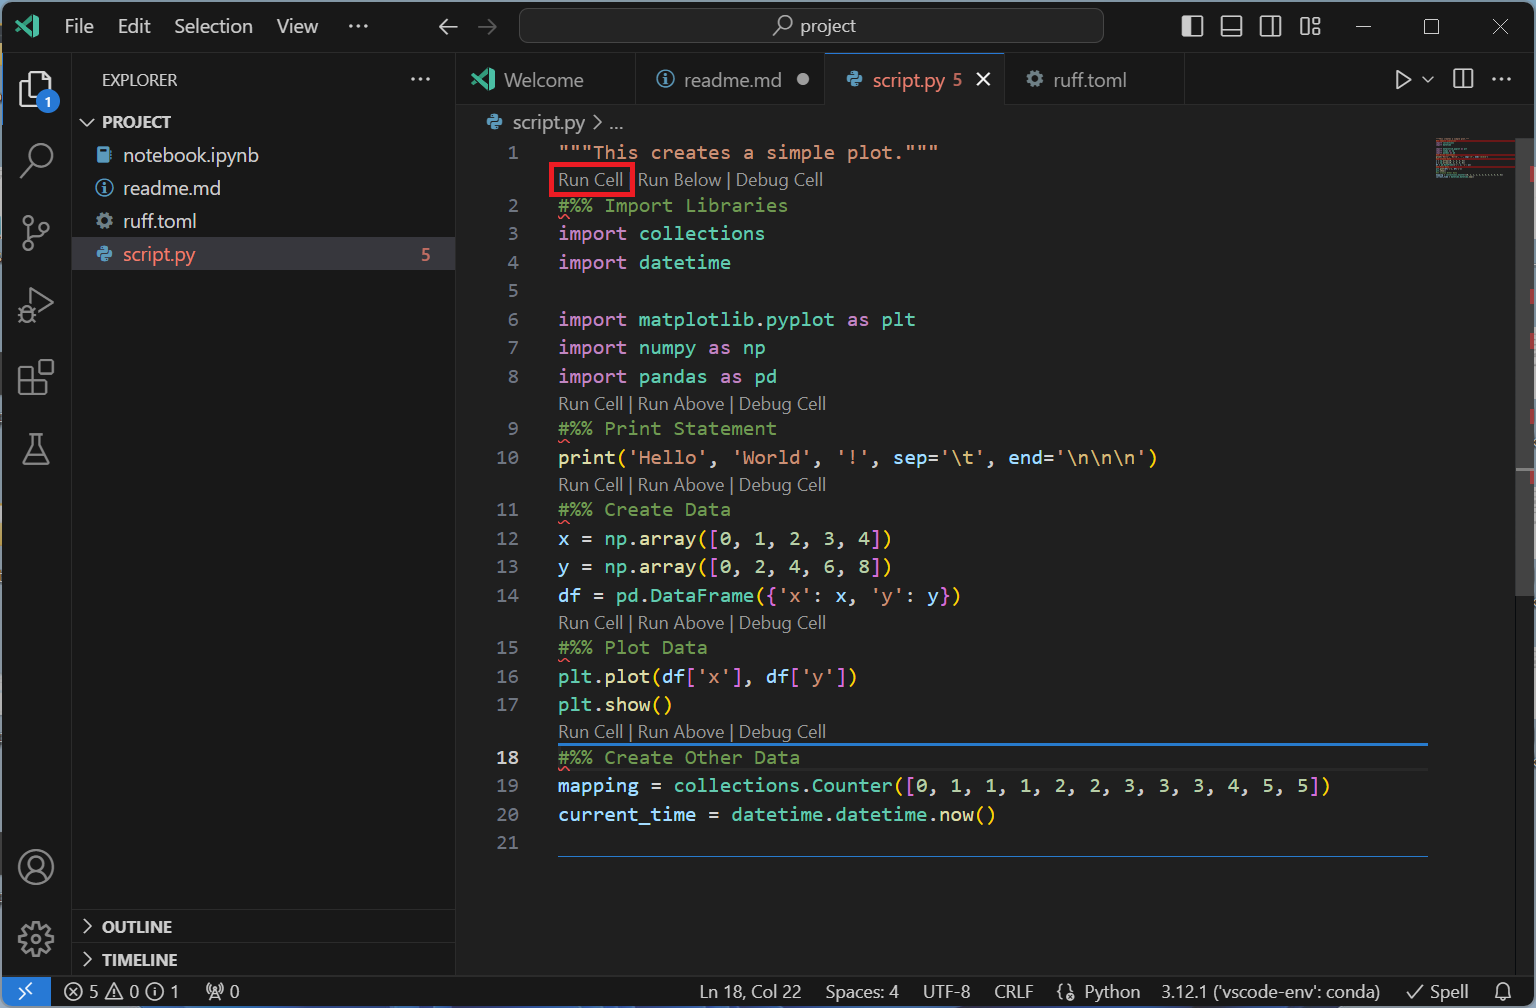 File Edit Selection View ··· project
EXPLORER ···
PROJECT
notebook.ipynb
readme.md
ruff.toml
script.py 5
OUTLINE
TIMELINE
1
Welcome readme.md script.py 5 ruff.toml ···
script.py > ...
1 """This creates a simple plot."""
Run Cell | Run Below | Debug Cell
2 #%% Import Libraries
3 import collections
4 import datetime
5
6 import matplotlib.pyplot as plt
7 import numpy as np
8 import pandas as pd
Run Cell | Run Above | Debug Cell
9 #%% Print Statement
10 print('Hello', 'World', '!', sep='\t', end='\n\n\n')
Run Cell | Run Above | Debug Cell
11 #%% Create Data
12 x = np.array([0, 1, 2, 3, 4])
13 y = np.array([0, 2, 4, 6, 8])
14 df = pd.DataFrame({'x': x, 'y': y})
Run Cell | Run Above | Debug Cell
15 #%% Plot Data
16 plt.plot(df['x'], df['y'])
17 plt.show()
Run Cell | Run Above | Debug Cell
18 #%% Create Other Data
19 mapping = collections.Counter([0, 1, 1, 1, 2, 2, 3, 3, 3, 4, 5, 5])
20 current_time = datetime.datetime.now()
21
5 0 1 0 Ln 18, Col 22 Spaces: 4 UTF-8 CRLF Python 3.12.1 ('vscode-env': conda) Spell